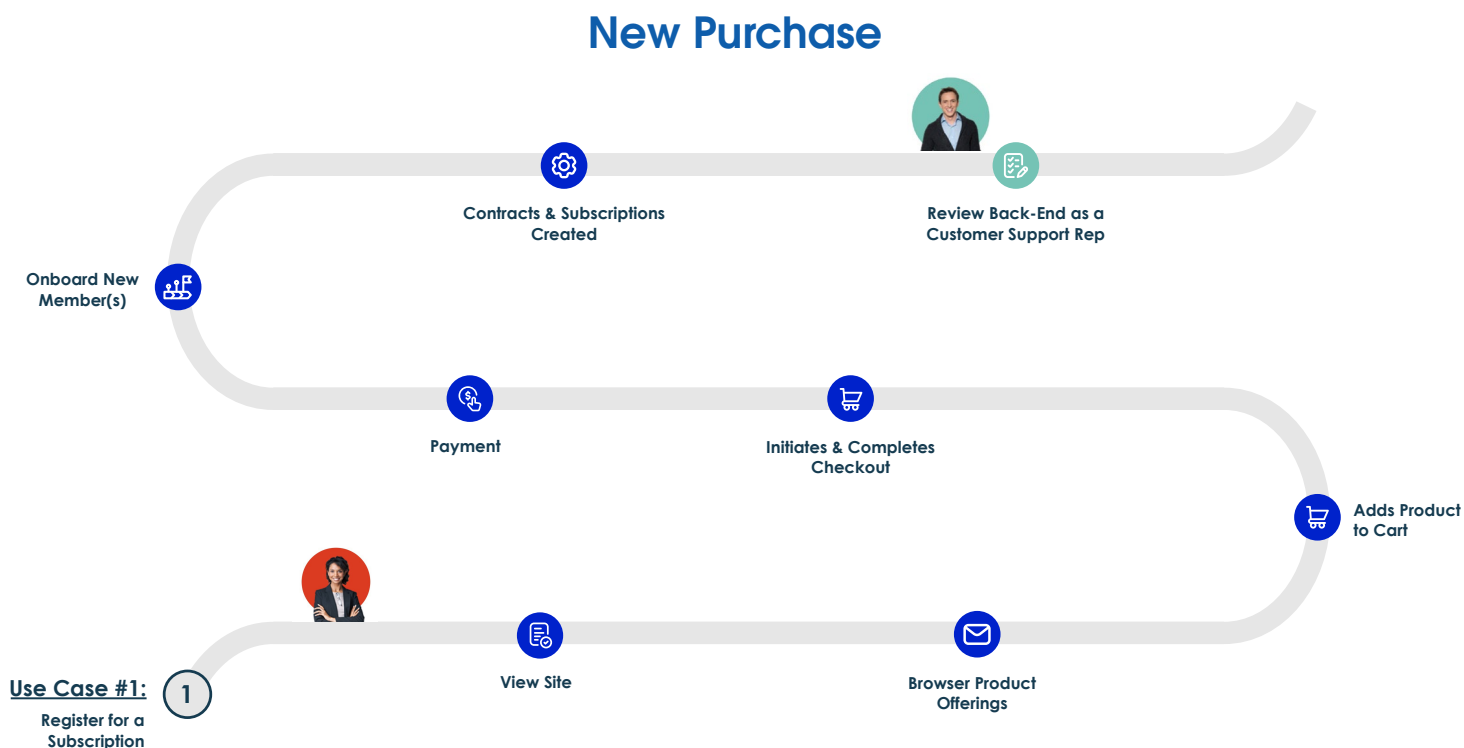 New Purchase
Contracts & Subscriptions
Created
Review Back-End as a
Customer Support Rep
Onboard New
Member(s)
Payment
Initiates & Completes
Checkout
Adds Product
to Cart
Use Case #1:
Register for a
Subscription
1
View Site
Browser Product
Offerings